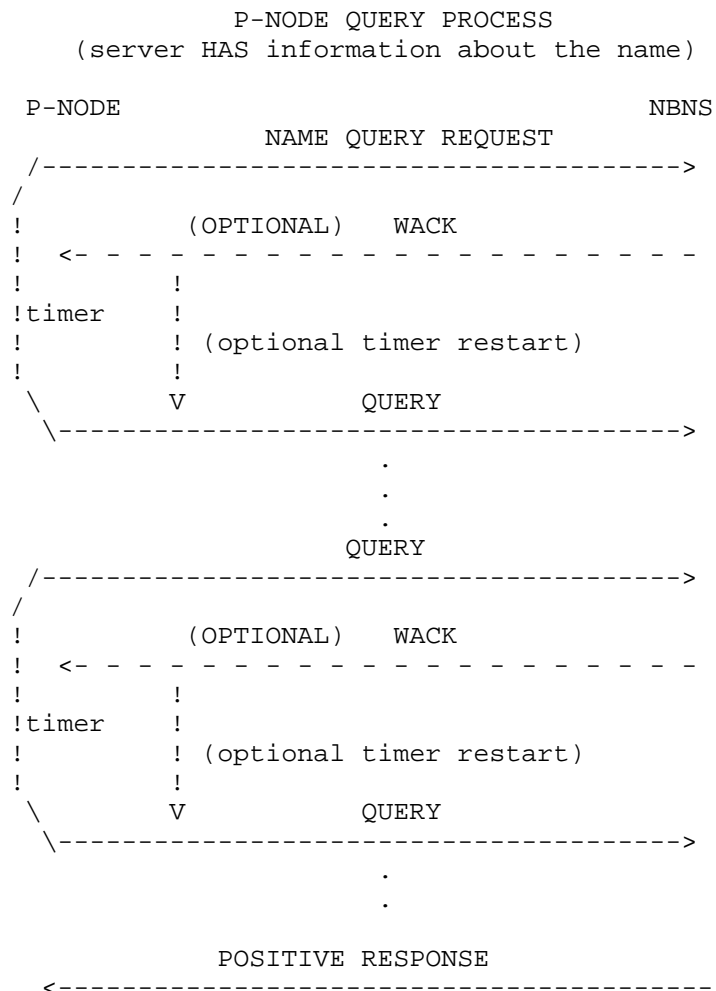 P-NODE QUERY PROCESS
(server HAS information about the name)
P-NODE NBNS
NAME QUERY REQUEST
/---------------------------------------->
/
! (OPTIONAL) WACK
! <- - - - - - - - - - - - - - - - - - - -
! !
!timer !
! ! (optional timer restart)
! !
\ V QUERY
\--------------------------------------->
.
.
.
QUERY
/---------------------------------------->
/
! (OPTIONAL) WACK
! <- - - - - - - - - - - - - - - - - - - -
! !
!timer !
! ! (optional timer restart)
! !
\ V QUERY
\--------------------------------------->
.
.
POSITIVE RESPONSE
<-----------------------------------------